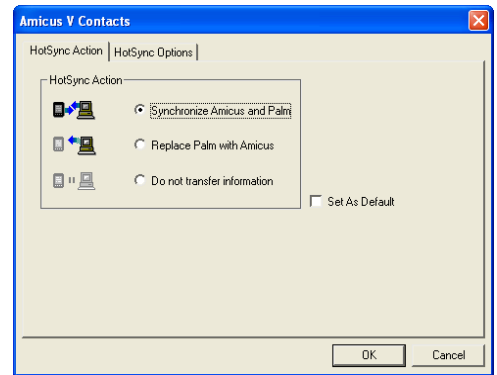 Amicus V Contacts
HotSync Action HotSync Options
HotSync Action
Synchronize Amicus and Palm
Replace Palm with Amicus
Do not transfer information
Set As Default
OK Cancel